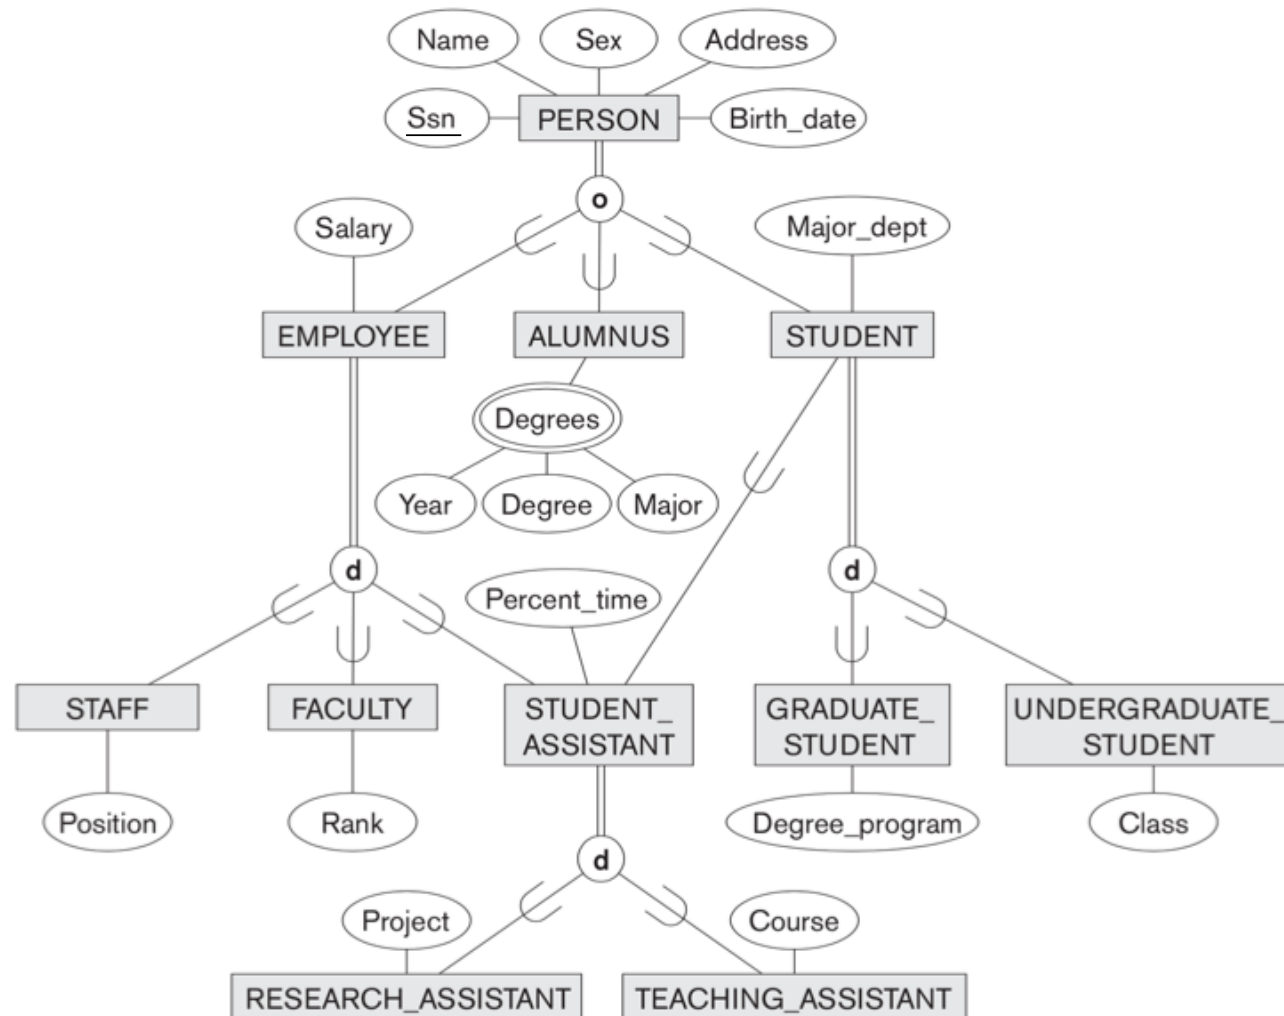 Name
Sex
Address
Ssn
PERSON
Birth_date
o
Salary
Major_dept
EMPLOYEE
ALUMNUS
STUDENT
Degrees
Year
Degree
Major
d
d
Percent_time
STAFF
FACULTY
STUDENT_
ASSISTANT
GRADUATE_
STUDENT
UNDERGRADUATE_
STUDENT
Position
Rank
Degree_program
Class
d
Project
Course
RESEARCH_ASSISTANT
TEACHING_ASSISTANT